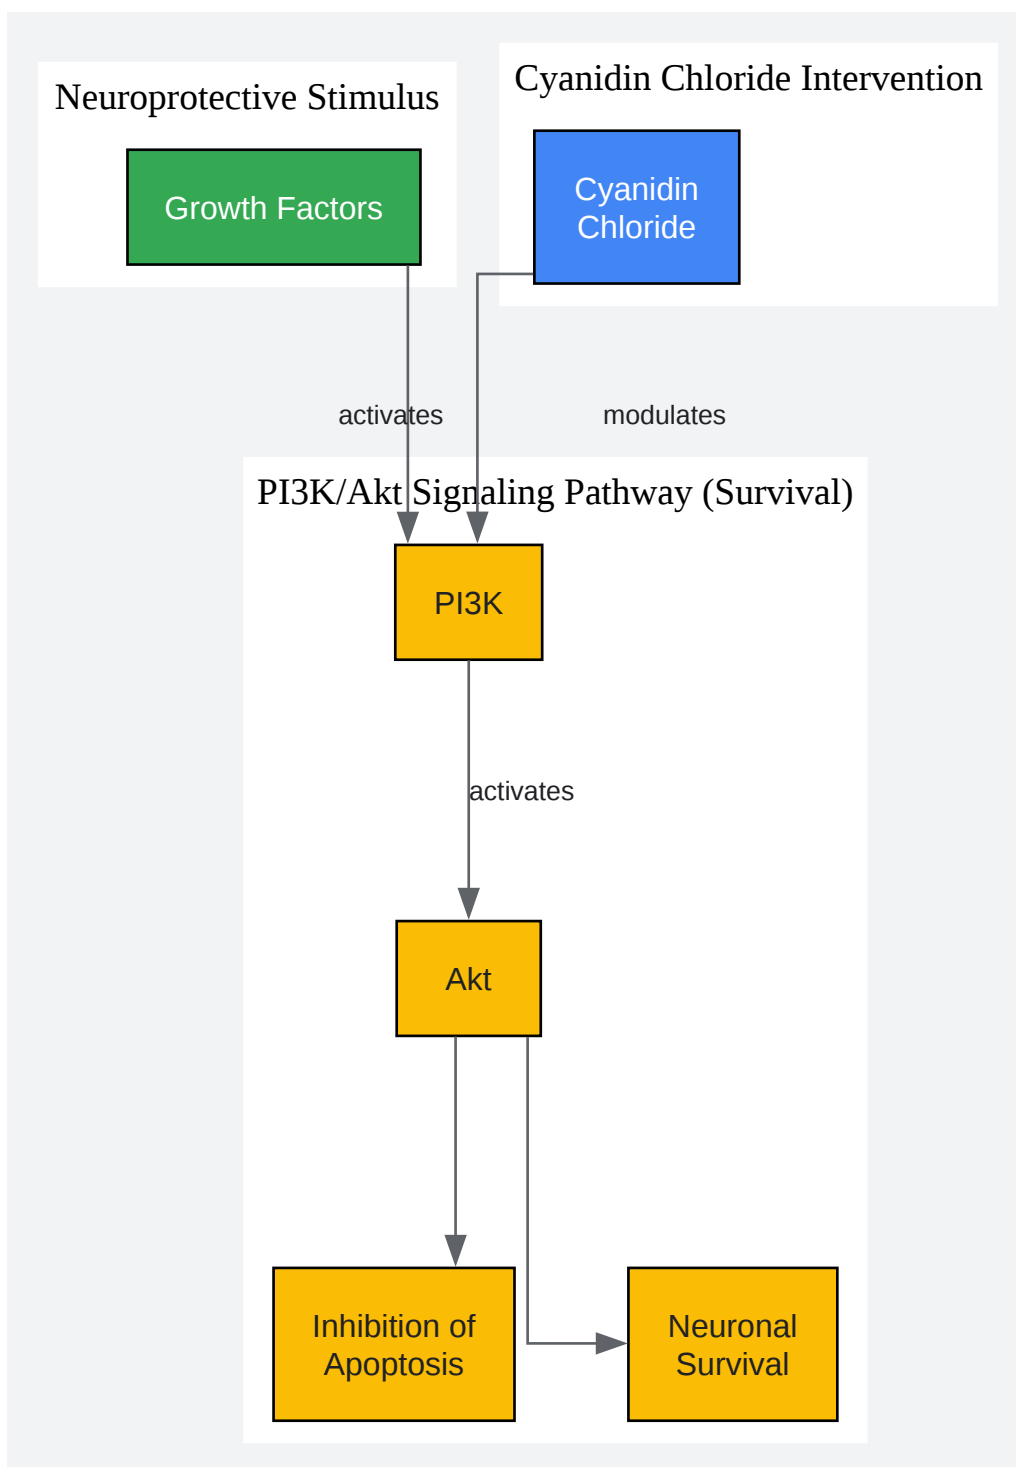 Neuroprotective Stimulus
Cyanidin Chloride Intervention
Growth Factors
Cyanidin
Chloride
activates
modulates
PI3K/Akt Signaling Pathway (Survival)
PI3K
activates
Akt
Inhibition of
Apoptosis
Neuronal
Survival